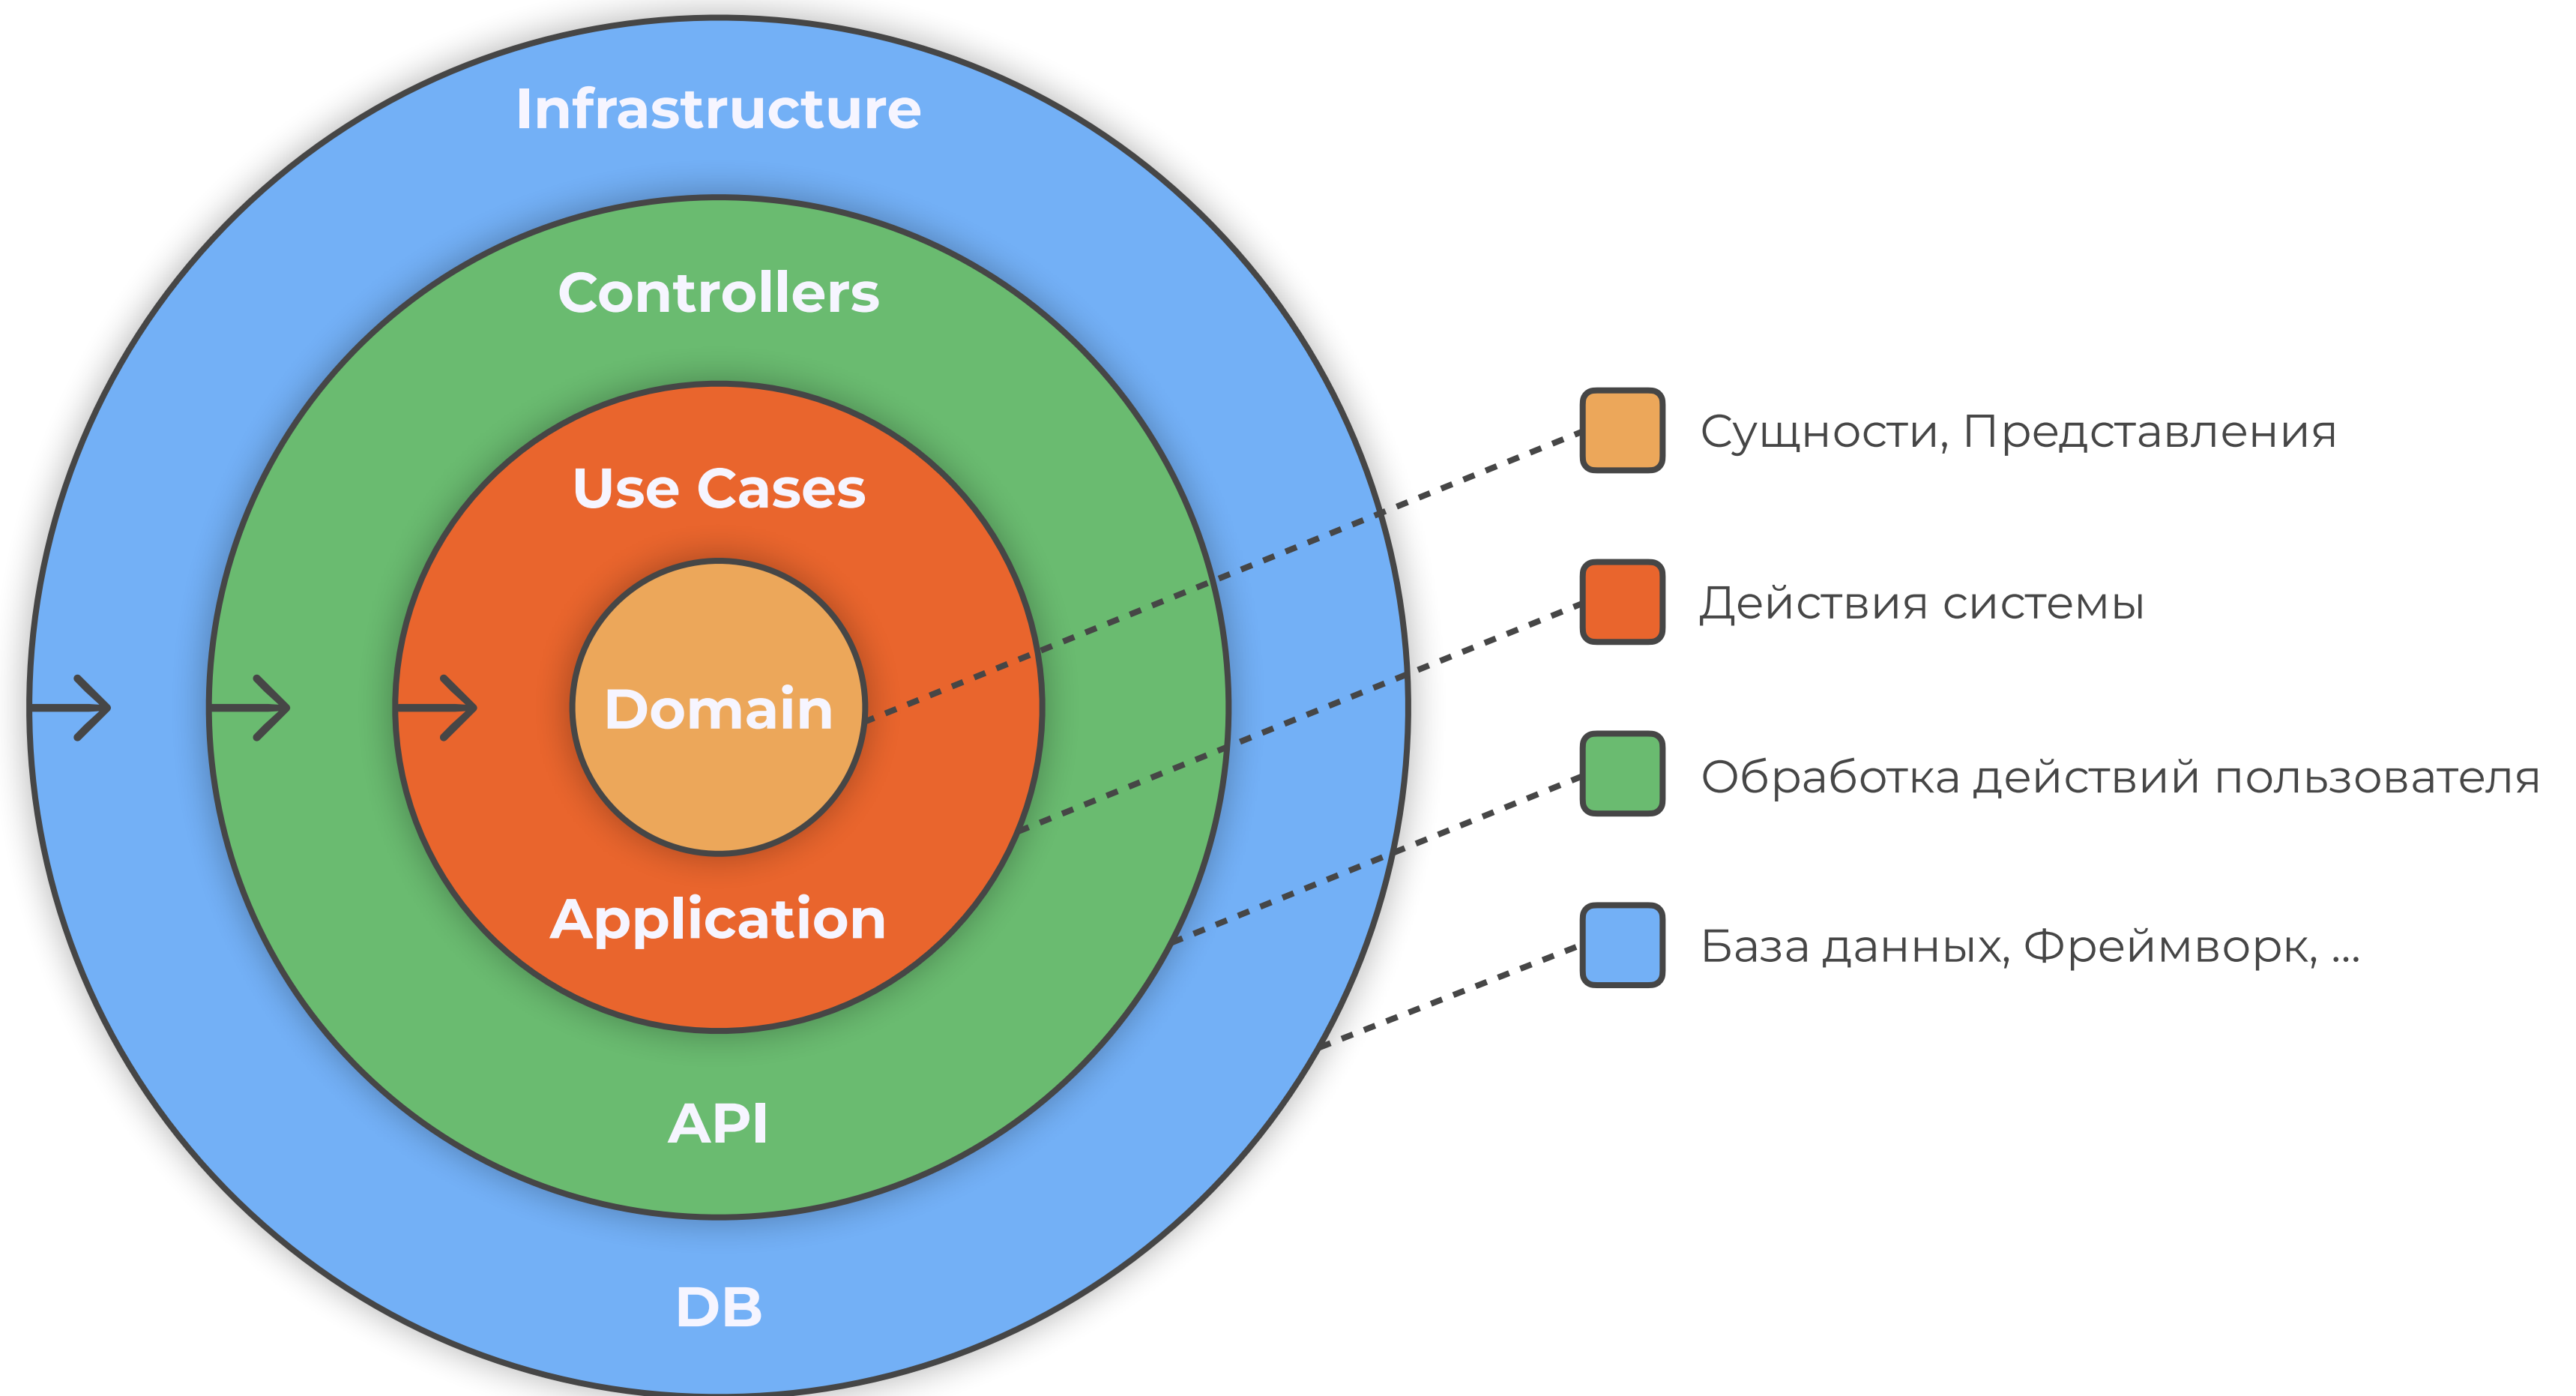 Infrastructure
Controllers
Use Cases
Domain
Application
API
DB
Сущности, Представления
Действия системы
Обработка действий пользователя
База данных, Фреймворк, ...